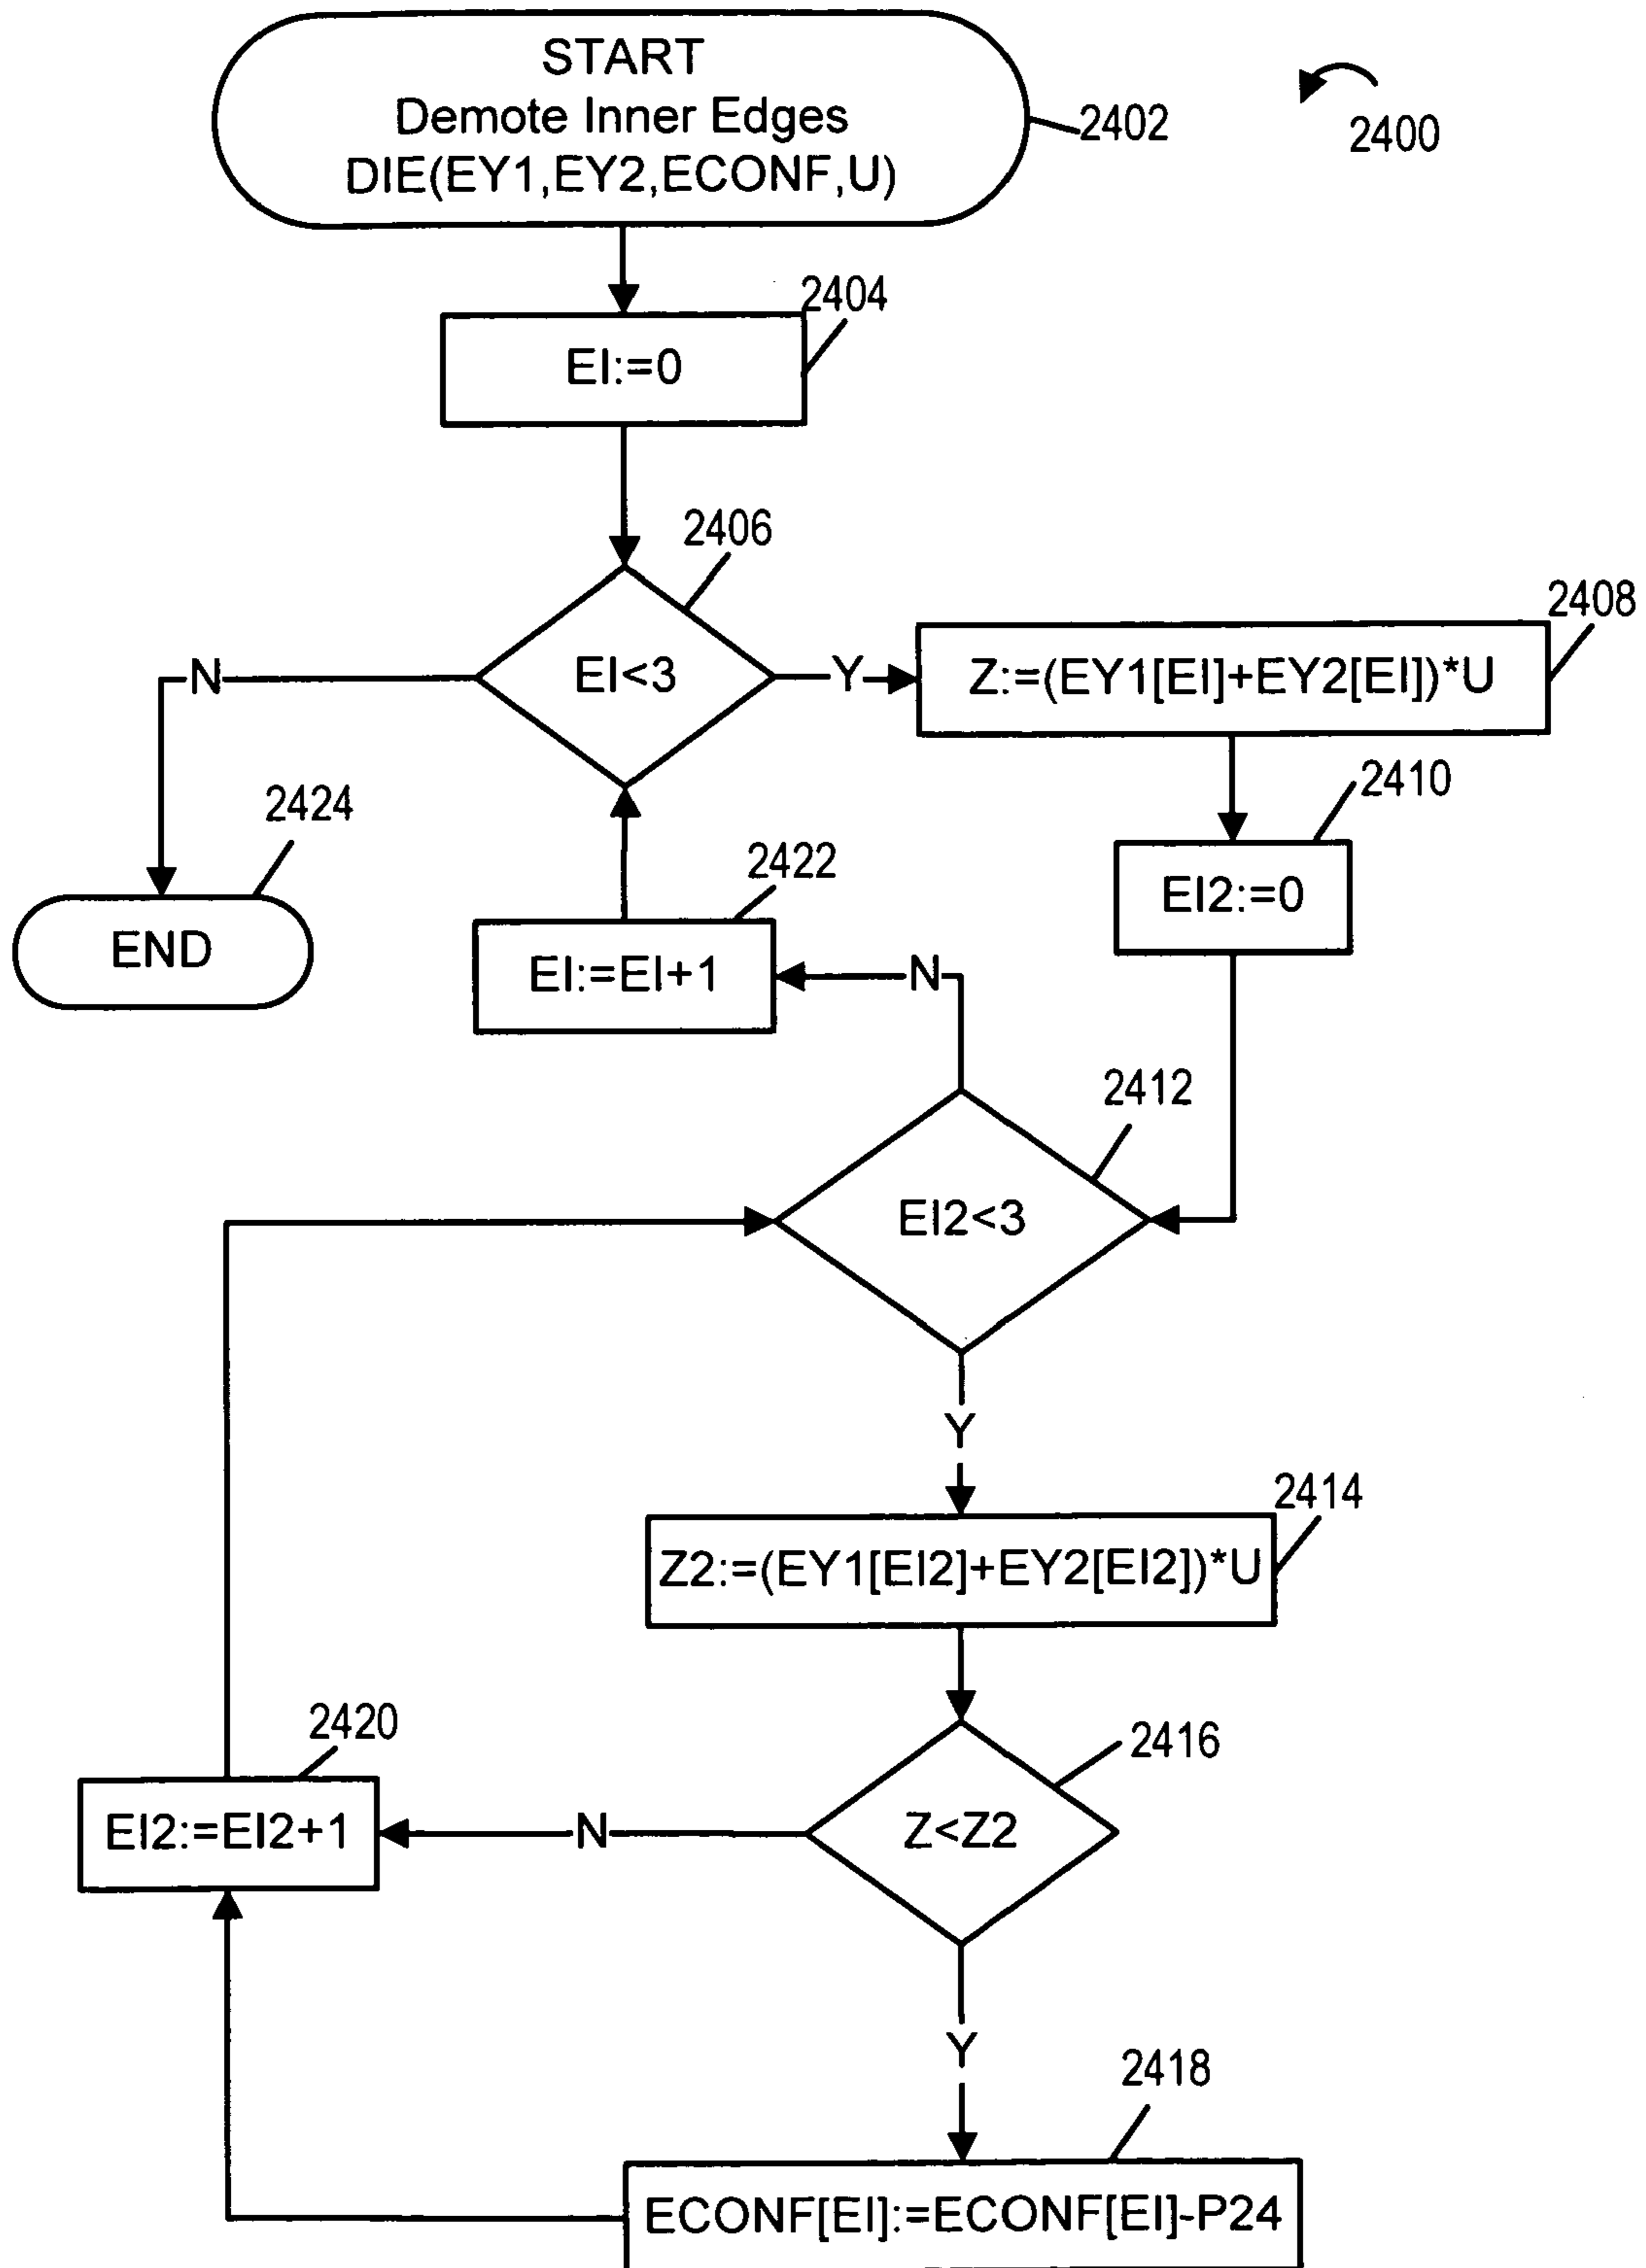 START
Demote Inner Edges
DIE(EY1,EY2,ECONF,U)
2402
2400
2404
EI:=0
2406
EI<3
N
Y
2408
Z:=(EY1[EI]+EY2[EI])*U
2410
EI2:=0
2424
END
2422
EI:=EI+1
N
2412
EI2<3
Y
2414
Z2:=(EY1[EI2]+EY2[EI2])*U
2416
Z<Z2
N
2420
EI2:=EI2+1
Y
2418
ECONF[EI]:=ECONF[EI]-P24